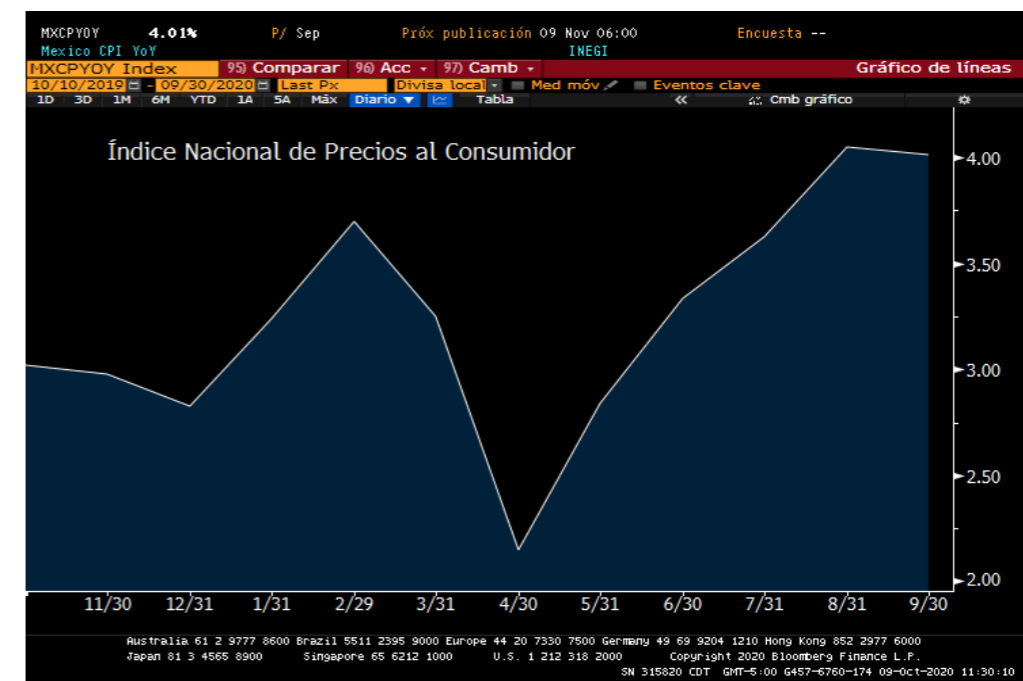 MXCPYOY 4.01% P/ Sep Próx publicación 09 Nov 06:00 Encuesta --
Mexico CPI YoY INEGI
MXCPYOY Index 95) Comparar 96) Acc 97) Camb Gráfico de líneas
10/10/2019 - 09/30/2020 Last Px Divisa local Med móv Eventos clave
1D 3D 1M 6M YTD 1A 5A Máx Diario Tabla Cmb gráfico
Índice Nacional de Precios al Consumidor
4.00
3.50
3.00
2.50
2.00
11/30 12/31 1/31 2/29 3/31 4/30 5/31 6/30 7/31 8/31 9/30
Australia 61 2 9777 8600 Brazil 5511 2395 9000 Europe 44 20 7330 7500 Germany 49 69 9204 1210 Hong Kong 852 2977 6000
Japan 81 3 4565 8900 Singapore 65 6212 1000 U.S. 1 212 318 2000 Copyright 2020 Bloomberg Finance L.P.
SN 315820 CDT GMT-5:00 G457-6760-174 09-Oct-2020 11:30:10